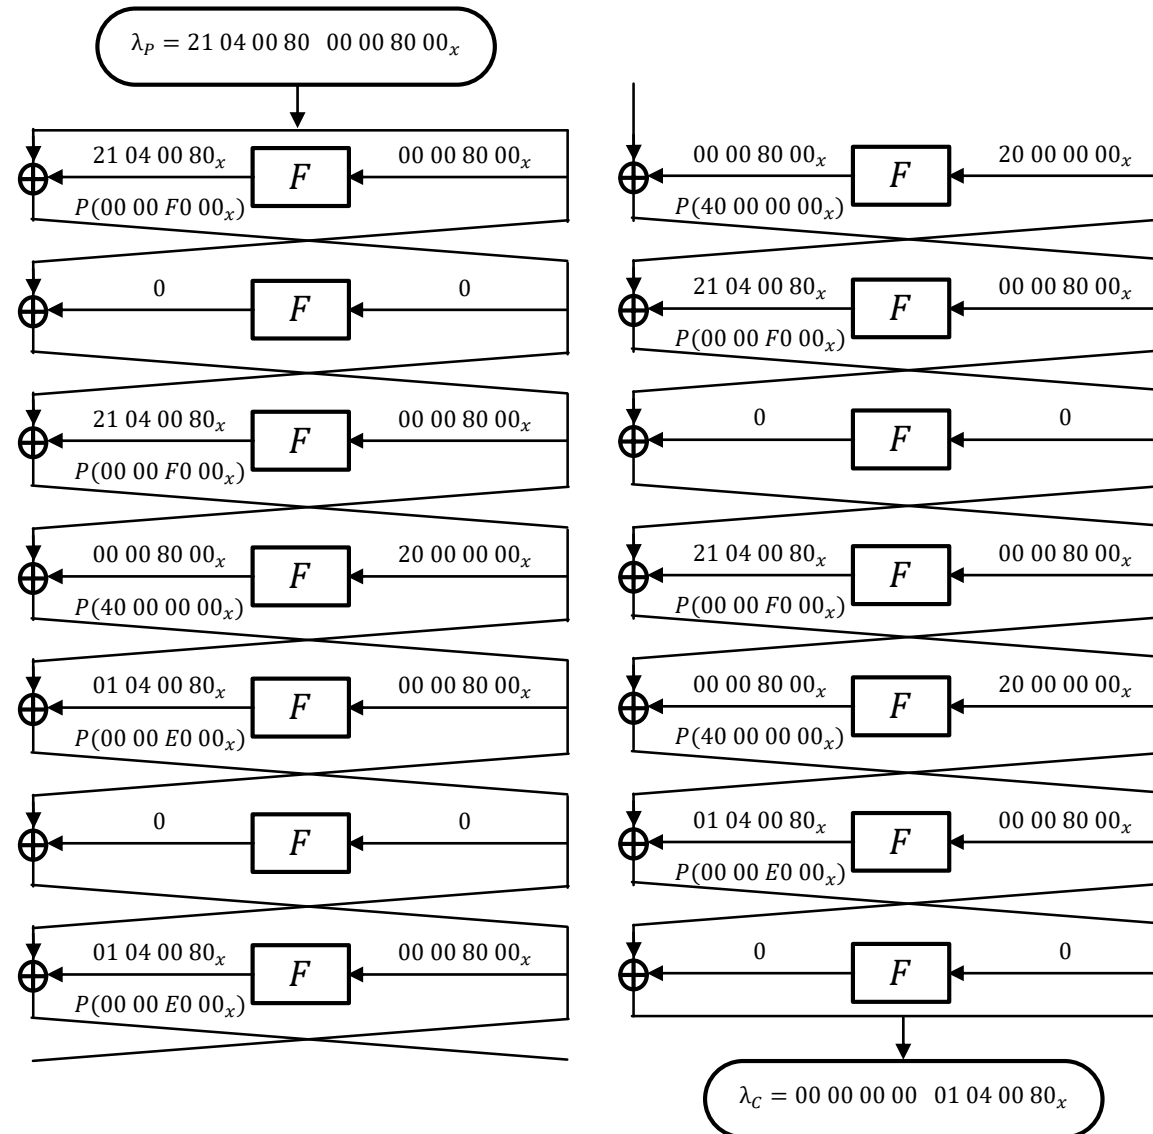 λ_P = 21 04 00 80 00 00 80 00_x
21 04 00 80_x F 00 00 80 00_x
P(00 00 F0 00_x)
0 F 0
21 04 00 80_x F 00 00 80 00_x
P(00 00 F0 00_x)
00 00 80 00_x F 20 00 00 00_x
P(40 00 00 00_x)
01 04 00 80_x F 00 00 80 00_x
P(00 00 E0 00_x)
0 F 0
01 04 00 80_x F 00 00 80 00_x
P(00 00 E0 00_x)
00 00 80 00_x F 20 00 00 00_x
P(40 00 00 00_x)
21 04 00 80_x F 00 00 80 00_x
P(00 00 F0 00_x)
0 F 0
21 04 00 80_x F 00 00 80 00_x
P(00 00 F0 00_x)
00 00 80 00_x F 20 00 00 00_x
P(40 00 00 00_x)
01 04 00 80_x F 00 00 80 00_x
P(00 00 E0 00_x)
0 F 0
λ_C = 00 00 00 00 01 04 00 80_x